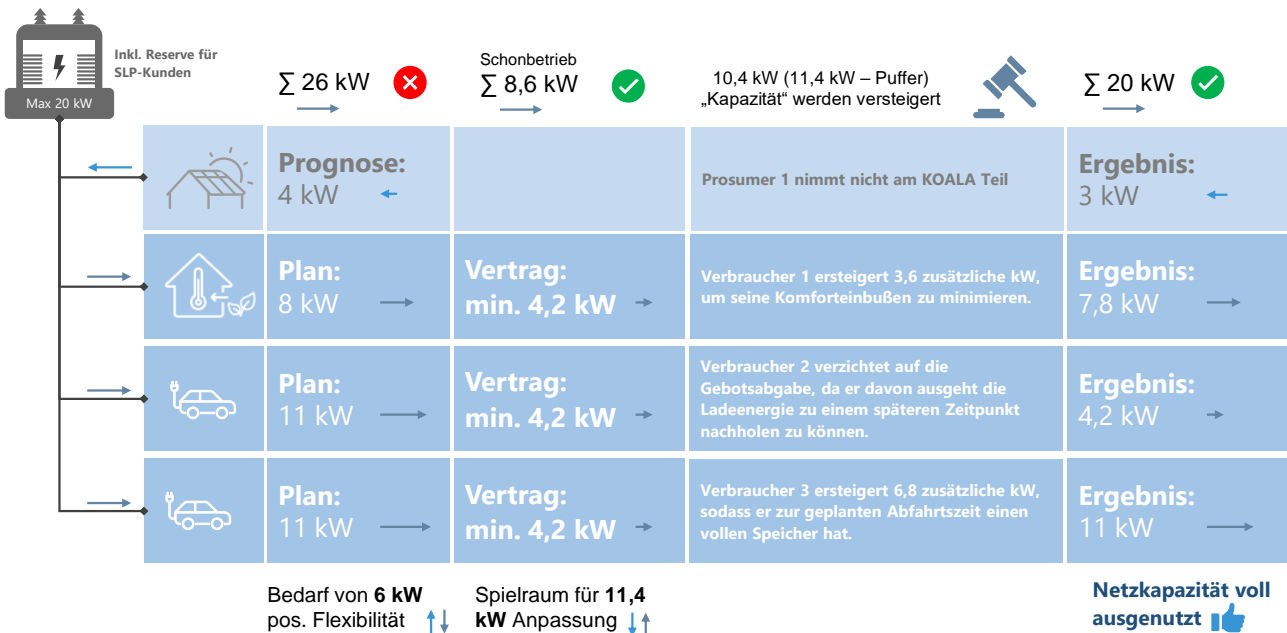 Inkl. Reserve für
SLP-Kunden
Max 20 kW
∑ 26 kW
Schonbetrieb
∑ 8,6 kW
10,4 kW (11,4 kW – Puffer)
„Kapazität“ werden versteigert
∑ 20 kW
Prognose:
4 kW
Prosumer 1 nimmt nicht am KOALA Teil
Ergebnis:
3 kW
Plan:
8 kW
Vertrag:
min. 4,2 kW
Verbraucher 1 ersteigert 3,6 zusätzliche kW,
um seine Komforteinbußen zu minimieren.
Ergebnis:
7,8 kW
Plan:
11 kW
Vertrag:
min. 4,2 kW
Verbraucher 2 verzichtet auf die
Gebotsabgabe, da er davon ausgeht die
Ladeenergie zu einem späteren Zeitpunkt
nachholen zu können.
Ergebnis:
4,2 kW
Plan:
11 kW
Vertrag:
min. 4,2 kW
Verbraucher 3 ersteigert 6,8 zusätzliche kW,
sodass er zur geplanten Abfahrtszeit einen
vollen Speicher hat.
Ergebnis:
11 kW
Bedarf von 6 kW
pos. Flexibilität
Spielraum für 11,4
kW Anpassung
Netzkapazität voll
ausgenutzt